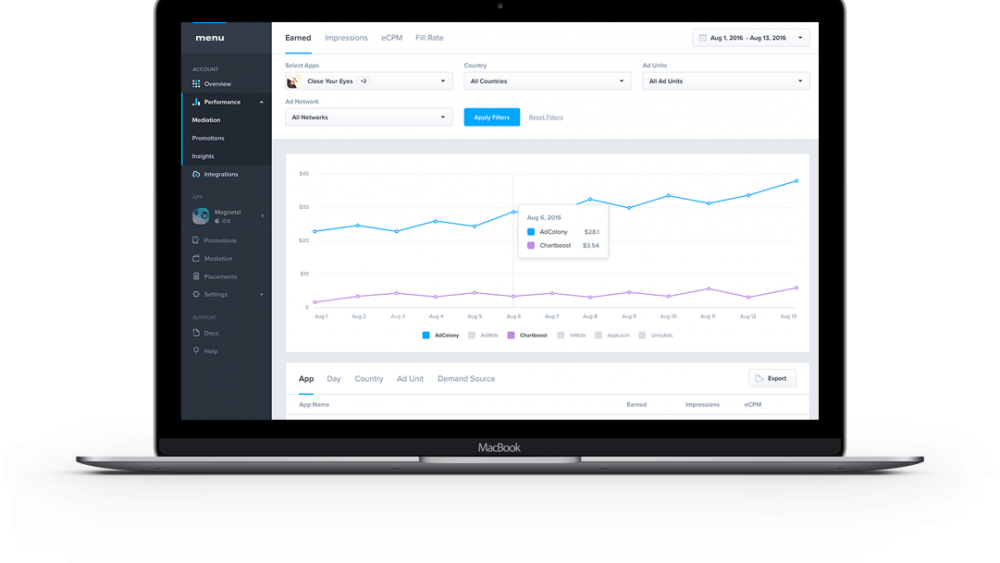 menu
ACCOUNT
Overview
Performance
Mediation
Promotions
Insights
Integrations
APP
Magnets!
iOS
Promotions
Mediation
Placements
Settings
SUPPORT
Docs
Help
Earned Impressions eCPM Fill Rate
Aug 1, 2016 - Aug 13, 2016
Select Apps Country Ad Units
Close Your Eyes +2 All Countries All Ad Units
Ad Network
All Networks Apply Filters Reset Filters
$40
$30
$20
$10
0
Aug 6, 2016
AdColony $28.1
Chartboost $3.54
Aug 1 Aug 2 Aug 3 Aug 4 Aug 5 Aug 6 Aug 7 Aug 8 Aug 9 Aug 10 Aug 11 Aug 12 Aug 13
AdColony AdMob Chartboost InMobi AppLovin UnityAds
App Day Country Ad Unit Demand Source Export
App Name Earned Impressions eCPM
MacBook